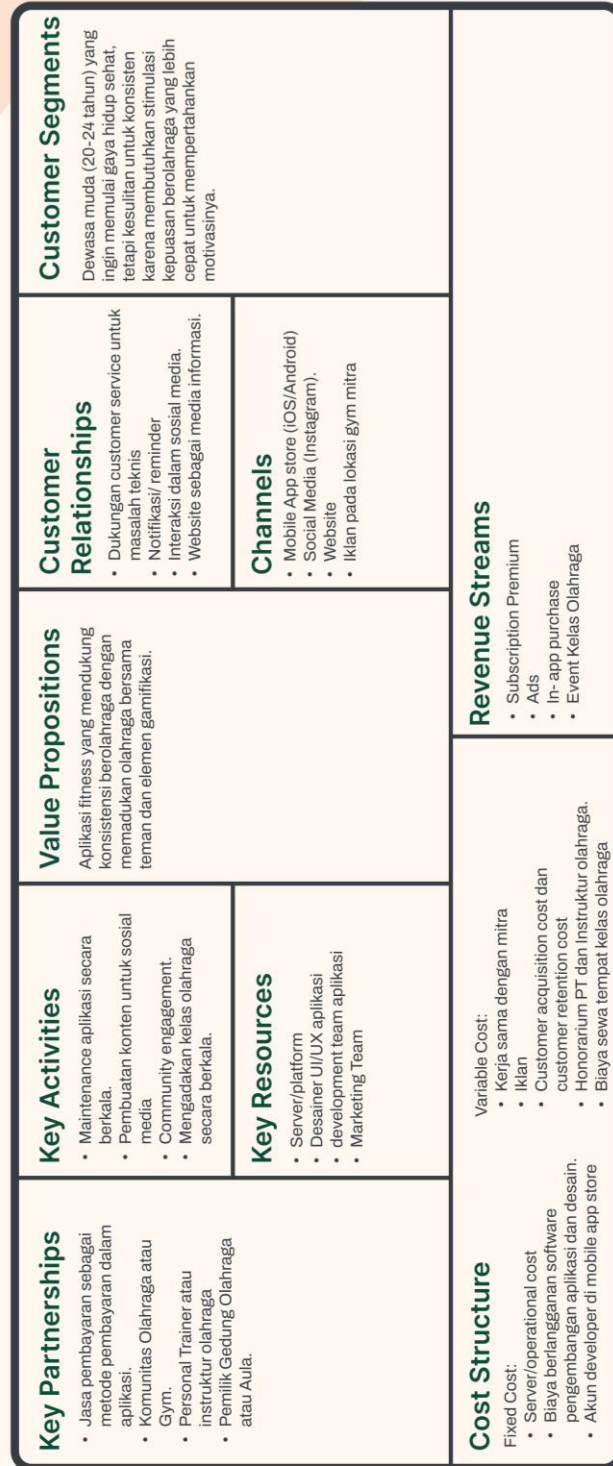 Key Partnerships
• Jasa pembayaran sebagai
metode pembayaran dalam
aplikasi.
• Komunitas Olahraga atau
Gym.
• Personal Trainer atau
instruktur olahraga
• Pemilik Gedung Olahraga
atau Aula.
Key Activities
• Maintenance aplikasi secara
berkala.
• Pembuatan konten untuk sosial
media
• Community engagement.
• Mengadakan kelas olahraga
secara berkala.
Key Resources
• Server/platform
• Desainer UI/UX aplikasi
• development team aplikasi
• Marketing Team
Value Propositions
Aplikasi fitness yang mendukung
konsistensi berolahraga dengan
memadukan olahraga bersama
teman dan elemen gamifikasi.
Customer
Relationships
• Dukungan customer service untuk
masalah teknis
• Notifikasi/ reminder
• Interaksi dalam sosial media.
• Website sebagai media informasi.
Channels
• Mobile App store (iOS/Android)
• Social Media (Instagram).
• Website
• Iklan pada lokasi gym mitra
Customer Segments
Dewasa muda (20-24 tahun) yang
ingin memulai gaya hidup sehat,
tetapi kesulitan untuk konsisten
karena membutuhkan stimulasi
kepuasan berolahraga yang lebih
cepat untuk mempertahankan
motivasinya.
Cost Structure
Fixed Cost:
• Server/operational cost
• Biaya berlangganan software
pengembangan aplikasi dan desain.
• Akun developer di mobile app store
Variable Cost:
• Kerja sama dengan mitra
• Iklan
• Customer acquisition cost dan
customer retention cost
• Honorarium PT dan Instruktur olahraga.
• Biaya sewa tempat kelas olahraga
Revenue Streams
• Subscription Premium
• Ads
• In- app purchase
• Event Kelas Olahraga